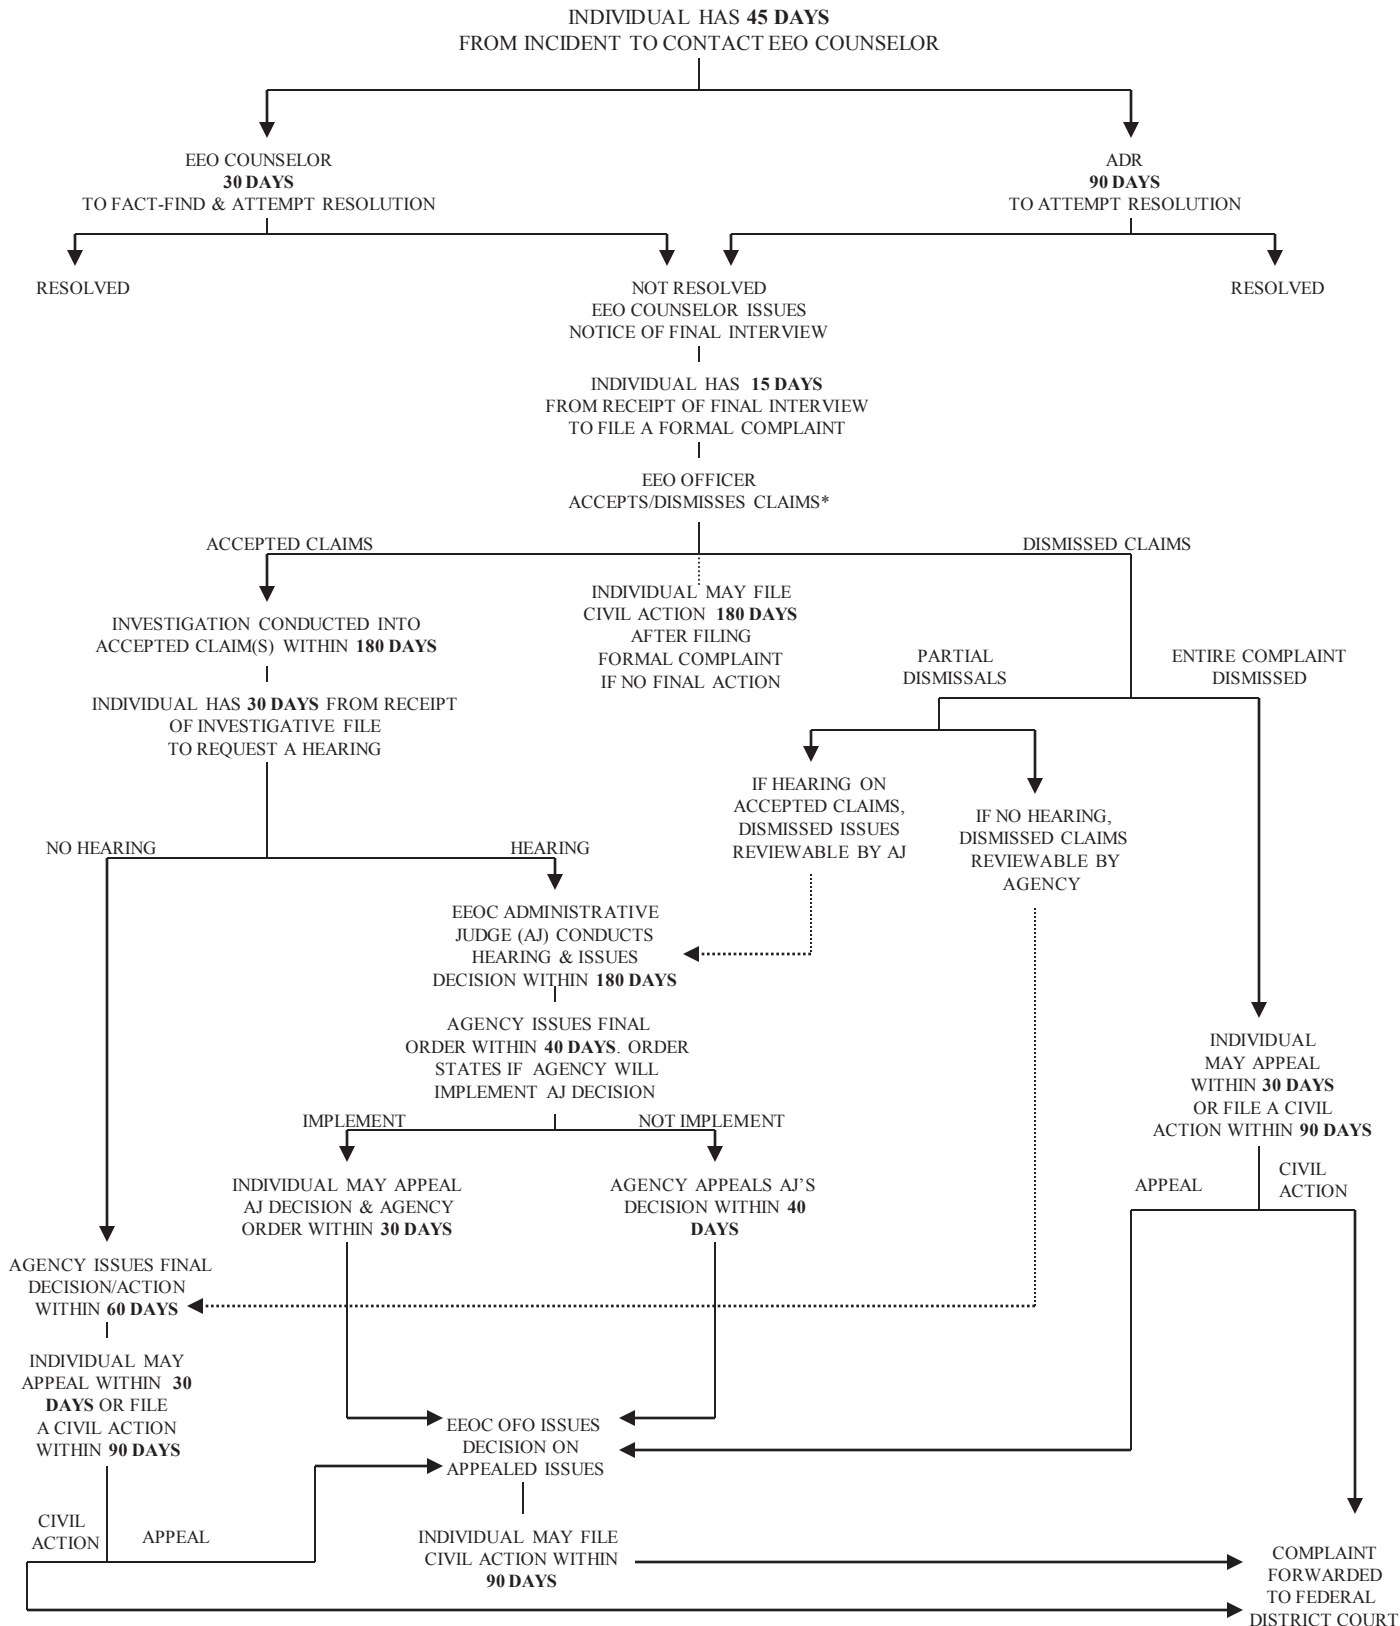 INDIVIDUAL HAS 45 DAYS
FROM INCIDENT TO CONTACT EEO COUNSELOR
EEO COUNSELOR
30 DAYS
TO FACT-FIND & ATTEMPT RESOLUTION
ADR
90 DAYS
TO ATTEMPT RESOLUTION
RESOLVED
NOT RESOLVED
EEO COUNSELOR ISSUES
NOTICE OF FINAL INTERVIEW
RESOLVED
INDIVIDUAL HAS 15 DAYS
FROM RECEIPT OF FINAL INTERVIEW
TO FILE A FORMAL COMPLAINT
EEO OFFICER
ACCEPTS/DISMISSES CLAIMS*
ACCEPTED CLAIMS
DISMISSED CLAIMS
INVESTIGATION CONDUCTED INTO
ACCEPTED CLAIM(S) WITHIN 180 DAYS
INDIVIDUAL MAY FILE
CIVIL ACTION 180 DAYS
AFTER FILING
FORMAL COMPLAINT
IF NO FINAL ACTION
PARTIAL
DISMISSALS
ENTIRE COMPLAINT
DISMISSED
INDIVIDUAL HAS 30 DAYS FROM RECEIPT
OF INVESTIGATIVE FILE
TO REQUEST A HEARING
IF HEARING ON
ACCEPTED CLAIMS,
DISMISSED ISSUES
REVIEWABLE BY AJ
IF NO HEARING,
DISMISSED CLAIMS
REVIEWABLE BY
AGENCY
NO HEARING
HEARING
EEOC ADMINISTRATIVE
JUDGE (AJ) CONDUCTS
HEARING & ISSUES
DECISION WITHIN 180 DAYS
AGENCY ISSUES FINAL
ORDER WITHIN 40 DAYS. ORDER
STATES IF AGENCY WILL
IMPLEMENT AJ DECISION
INDIVIDUAL
MAY APPEAL
WITHIN 30 DAYS
OR FILE A CIVIL
ACTION WITHIN 90 DAYS
IMPLEMENT
NOT IMPLEMENT
INDIVIDUAL MAY APPEAL
AJ DECISION & AGENCY
ORDER WITHIN 30 DAYS
AGENCY APPEALS AJ'S
DECISION WITHIN 40
DAYS
APPEAL
CIVIL
ACTION
AGENCY ISSUES FINAL
DECISION/ACTION
WITHIN 60 DAYS
INDIVIDUAL MAY
APPEAL WITHIN 30
DAYS OR FILE
A CIVIL ACTION
WITHIN 90 DAYS
EEOC OFO ISSUES
DECISION ON
APPEALED ISSUES
CIVIL
ACTION
APPEAL
INDIVIDUAL MAY FILE
CIVIL ACTION WITHIN
90 DAYS
COMPLAINT
FORWARDED
TO FEDERAL
DISTRICT COURT